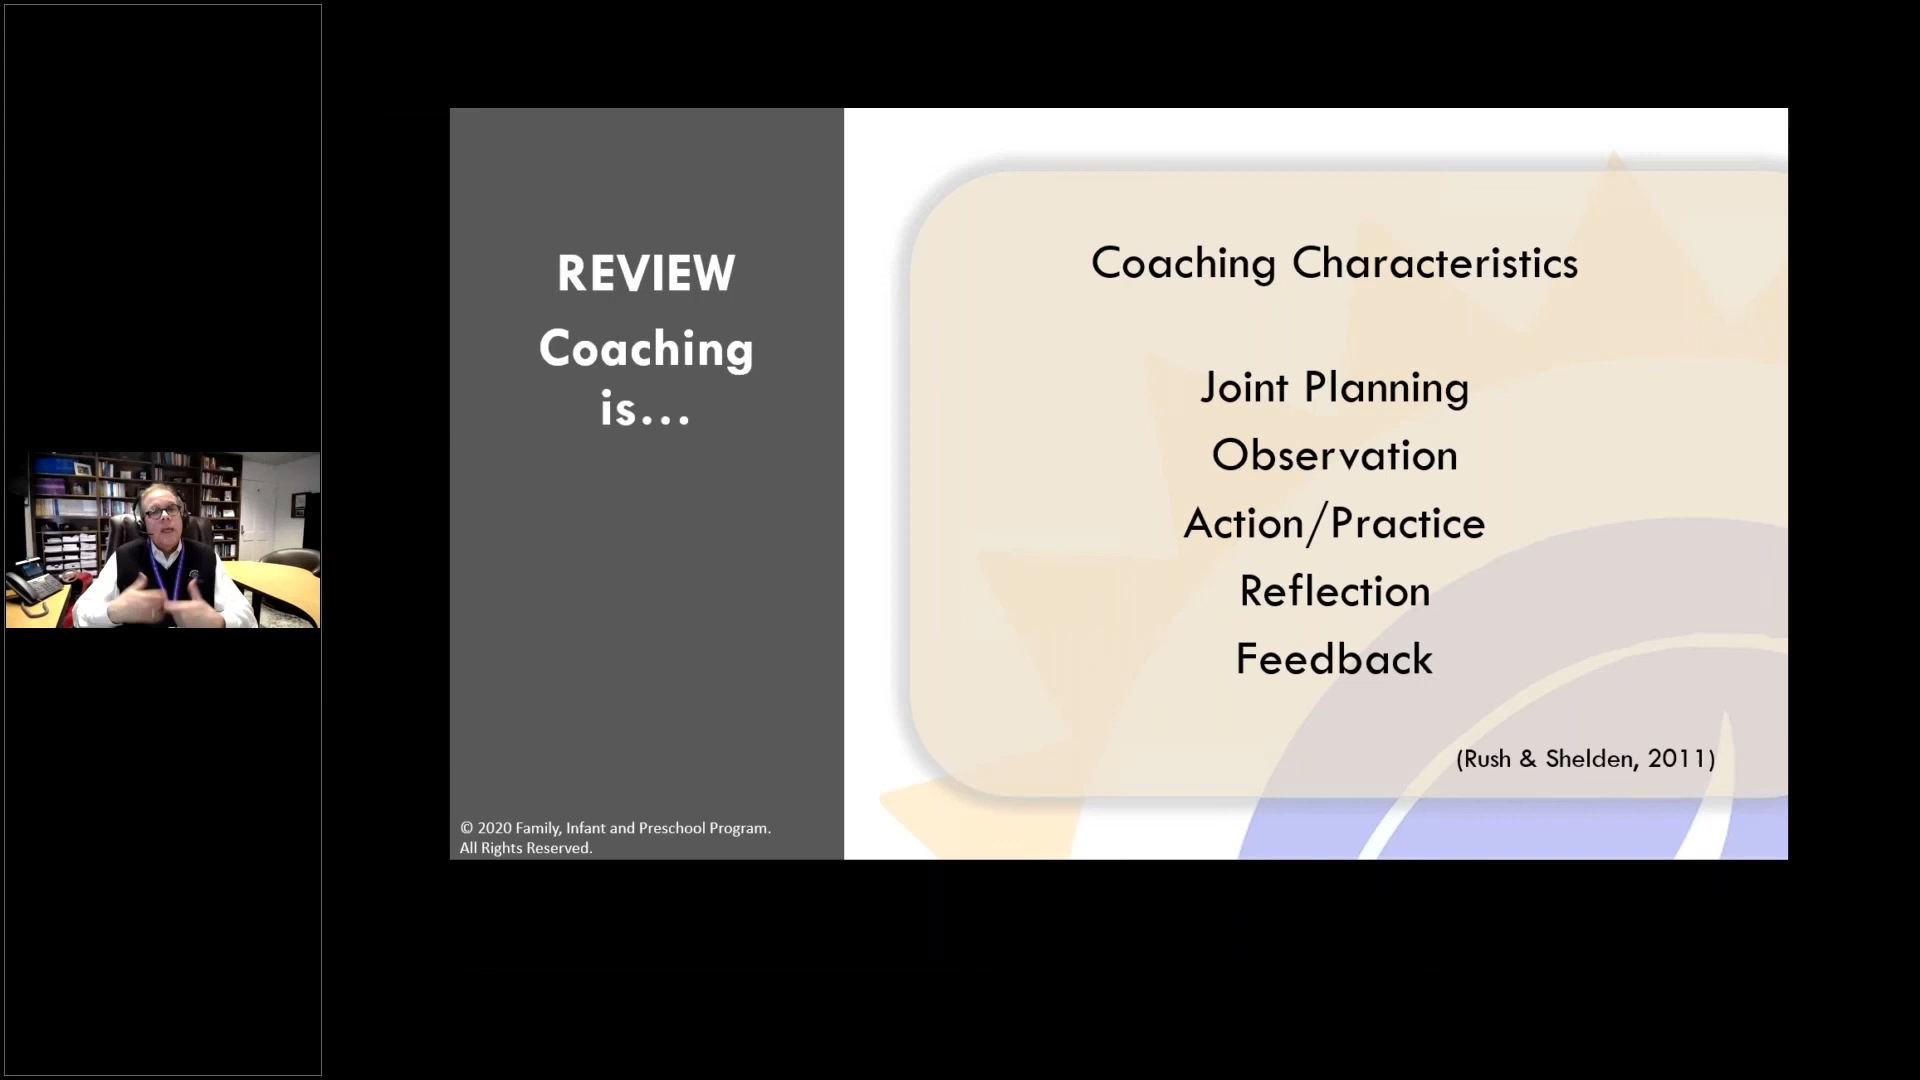 REVIEW
Coaching
is...
© 2020 Family, Infant and Preschool Program.
All Rights Reserved.
Coaching Characteristics
Joint Planning
Observation
Action/Practice
Reflection
Feedback
(Rush & Shelden, 2011)